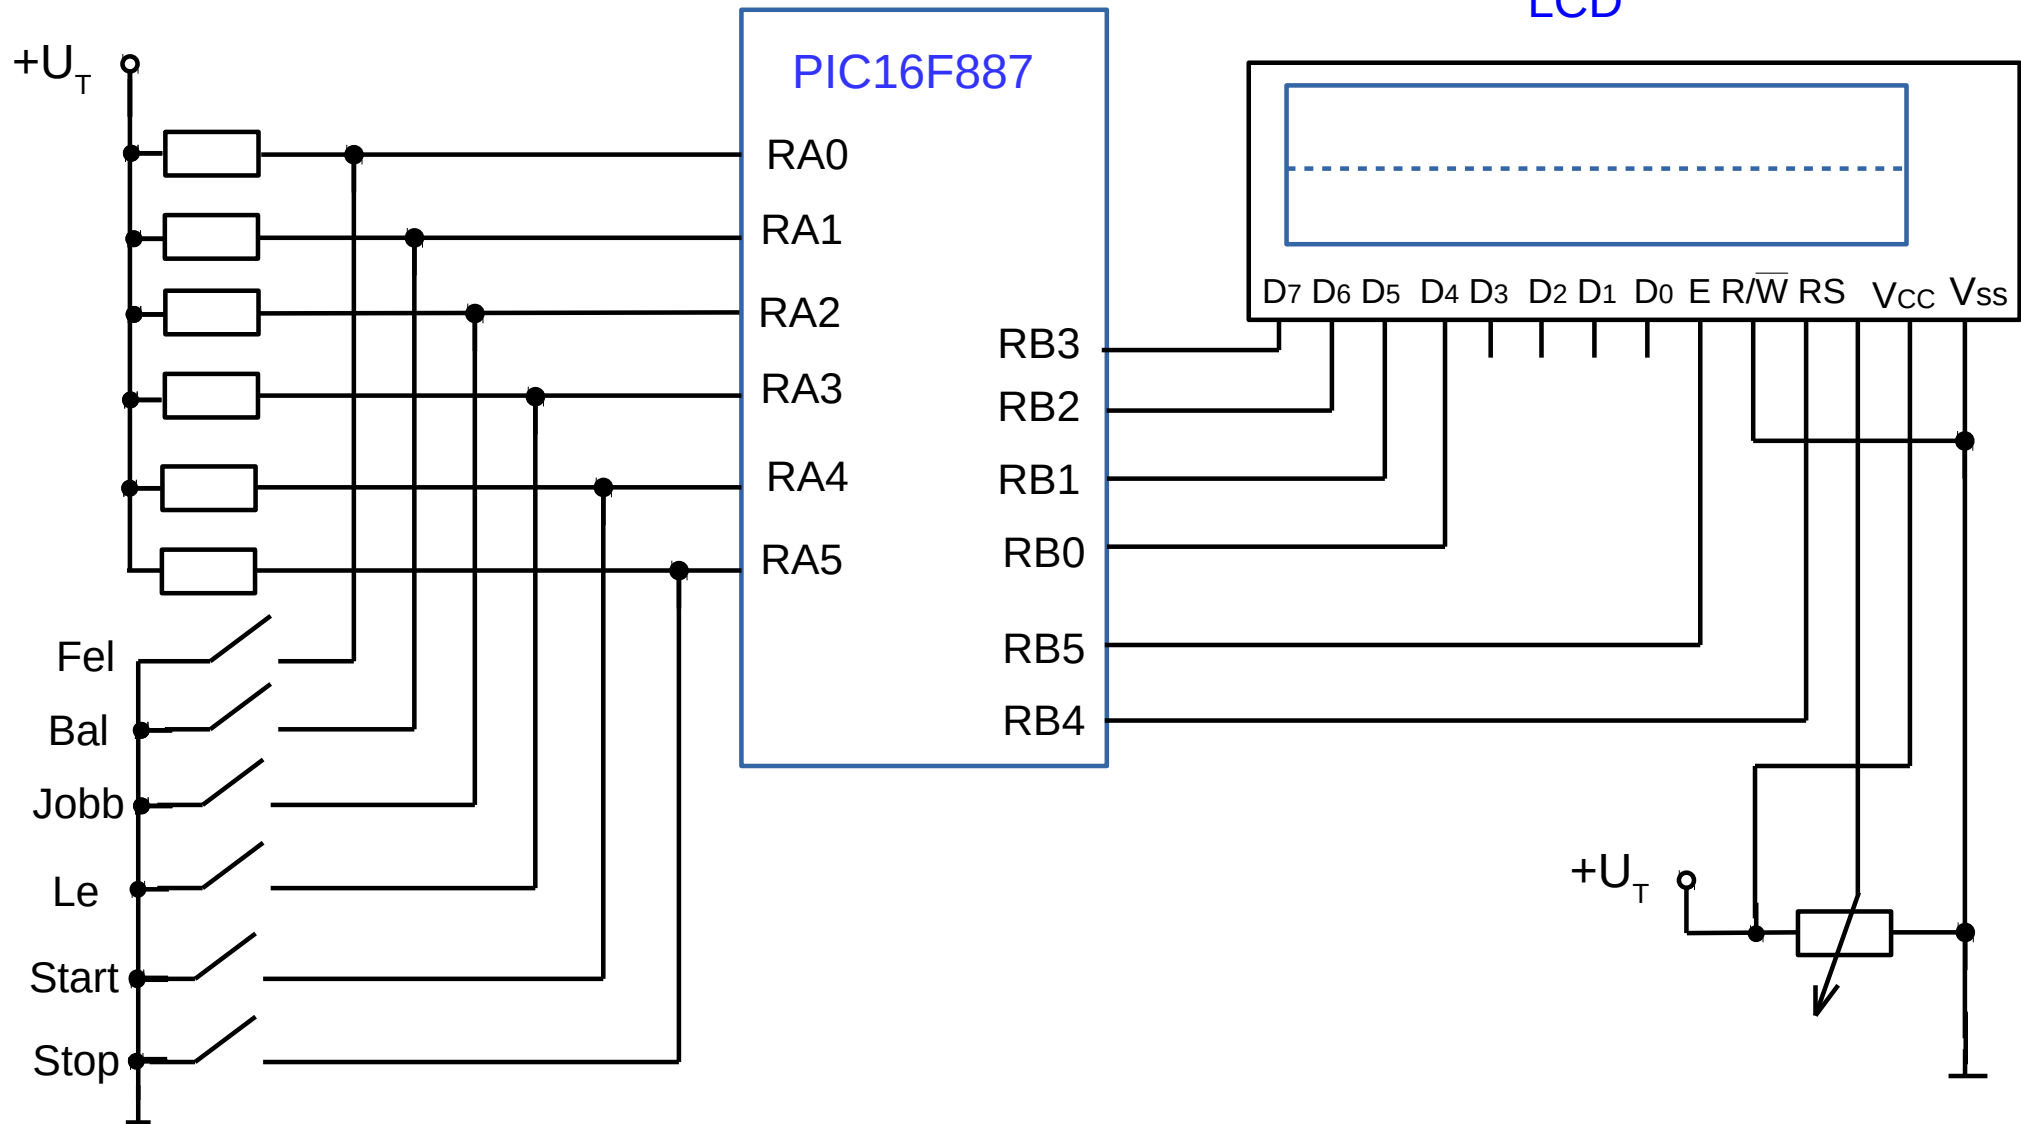 LCD
+UT
PIC16F887
RA0
RA1
RA2
RA3
RA4
RA5
RB3
RB2
RB1
RB0
RB5
RB4
D7 D6 D5 D4 D3 D2 D1 D0 E R/W̅ RS VCC Vss
Fel
Bal
Jobb
Le
Start
Stop
+UT